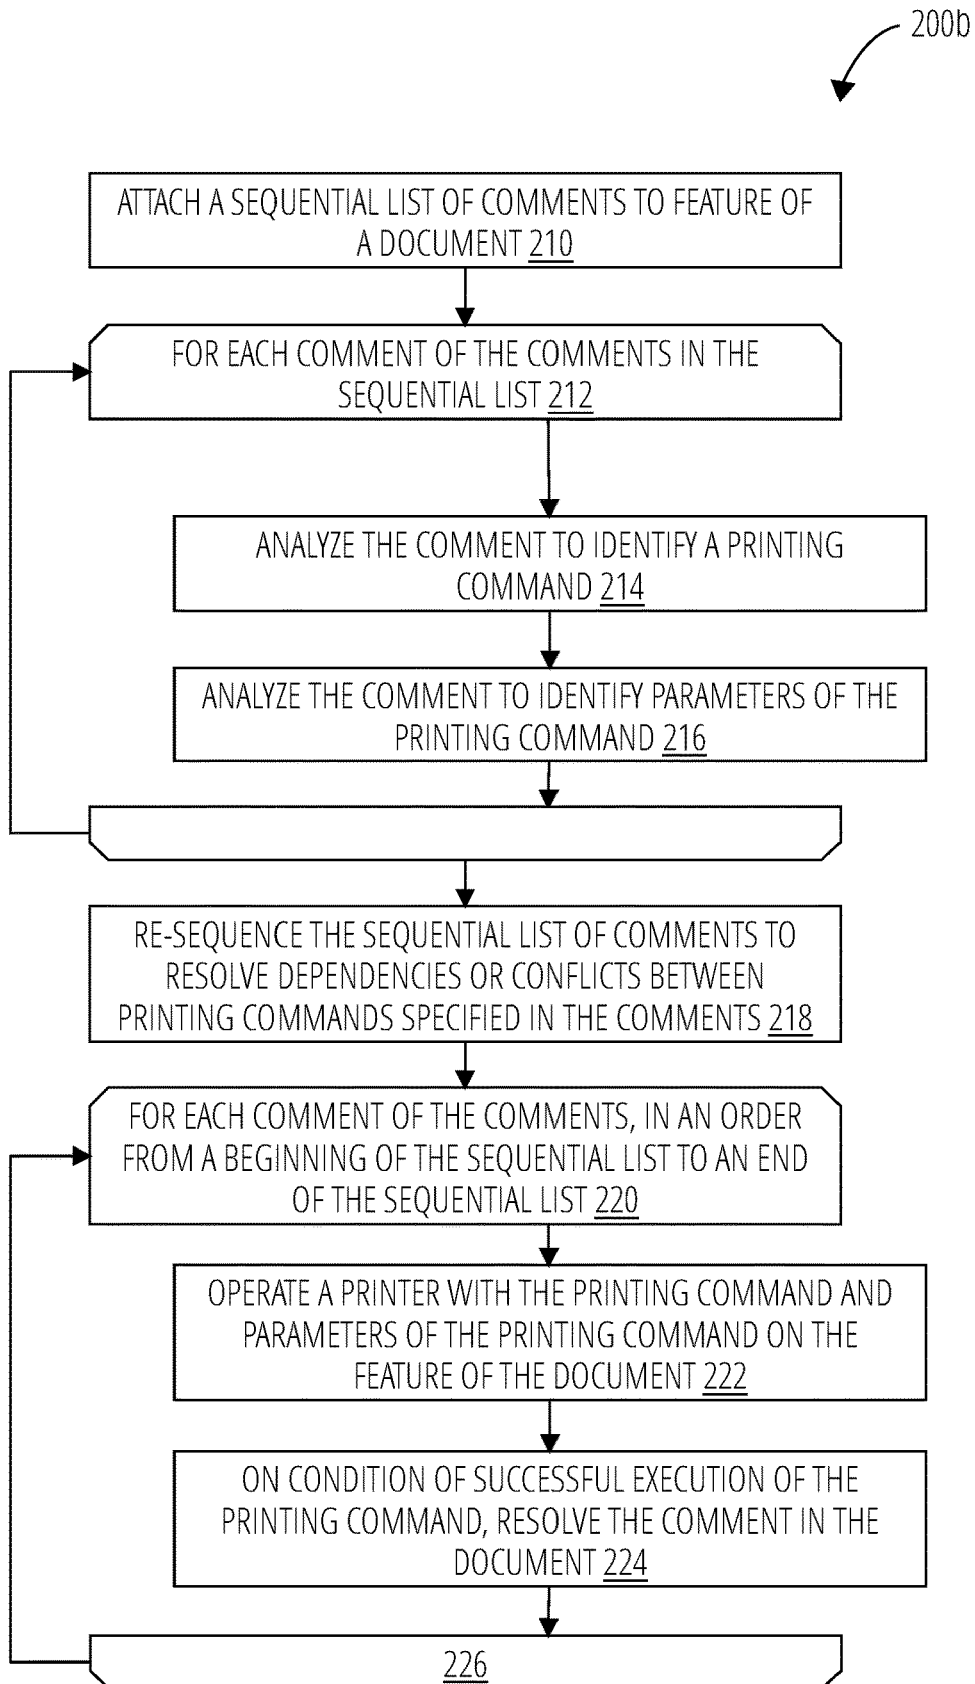 200b
ATTACH A SEQUENTIAL LIST OF COMMENTS TO FEATURE OF
A DOCUMENT 210
FOR EACH COMMENT OF THE COMMENTS IN THE
SEQUENTIAL LIST 212
ANALYZE THE COMMENT TO IDENTIFY A PRINTING
COMMAND 214
ANALYZE THE COMMENT TO IDENTIFY PARAMETERS OF THE
PRINTING COMMAND 216
RE-SEQUENCE THE SEQUENTIAL LIST OF COMMENTS TO
RESOLVE DEPENDENCIES OR CONFLICTS BETWEEN
PRINTING COMMANDS SPECIFIED IN THE COMMENTS 218
FOR EACH COMMENT OF THE COMMENTS, IN AN ORDER
FROM A BEGINNING OF THE SEQUENTIAL LIST TO AN END
OF THE SEQUENTIAL LIST 220
OPERATE A PRINTER WITH THE PRINTING COMMAND AND
PARAMETERS OF THE PRINTING COMMAND ON THE
FEATURE OF THE DOCUMENT 222
ON CONDITION OF SUCCESSFUL EXECUTION OF THE
PRINTING COMMAND, RESOLVE THE COMMENT IN THE
DOCUMENT 224
226